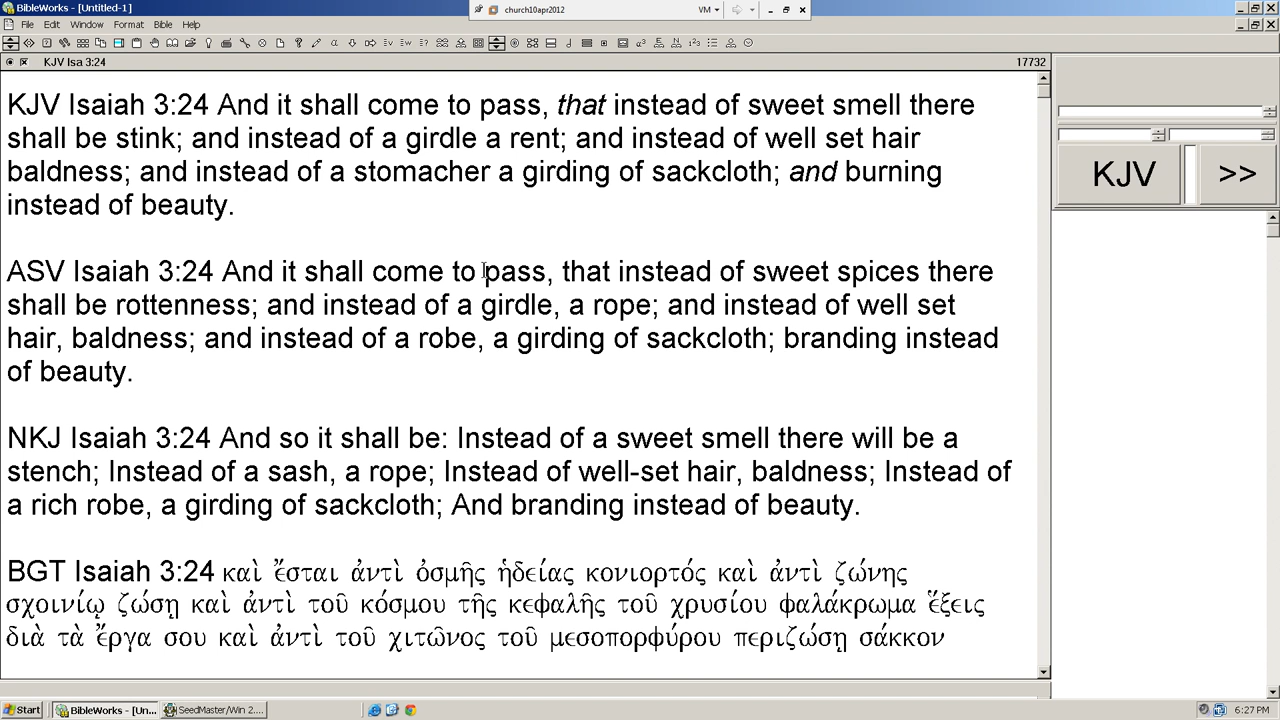 BibleWorks - [Untitled-1]
church10apr2012
VM
File Edit Window Format Bible Help
KJV Isa 3:24
17732
KJV Isaiah 3:24 And it shall come to pass, that instead of sweet smell there
shall be stink; and instead of a girdle a rent; and instead of well set hair
baldness; and instead of a stomacher a girding of sackcloth; and burning
instead of beauty.
ASV Isaiah 3:24 And it shall come to pass, that instead of sweet spices there
shall be rottenness; and instead of a girdle, a rope; and instead of well set
hair, baldness; and instead of a robe, a girding of sackcloth; branding instead
of beauty.
NKJ Isaiah 3:24 And so it shall be: Instead of a sweet smell there will be a
stench; Instead of a sash, a rope; Instead of well-set hair, baldness; Instead of
a rich robe, a girding of sackcloth; And branding instead of beauty.
BGT Isaiah 3:24 καὶ ἔσται ἀντὶ ὀσμῆς ἡδείας κονιορτός καὶ ἀντὶ ζώνης
σχοινίῳ ζώσῃ καὶ ἀντὶ τοῦ κόσμου τῆς κεφαλῆς τοῦ χρυσίου φαλάκρωμα ἕξεις
διὰ τὰ ἔργα σου καὶ ἀντὶ τοῦ χιτῶνος τοῦ μεσοπορφύρου περιζώσῃ σάκκον
KJV
>>
Start
BibleWorks - [Un...
SeedMaster/Win 2....
6:27 PM